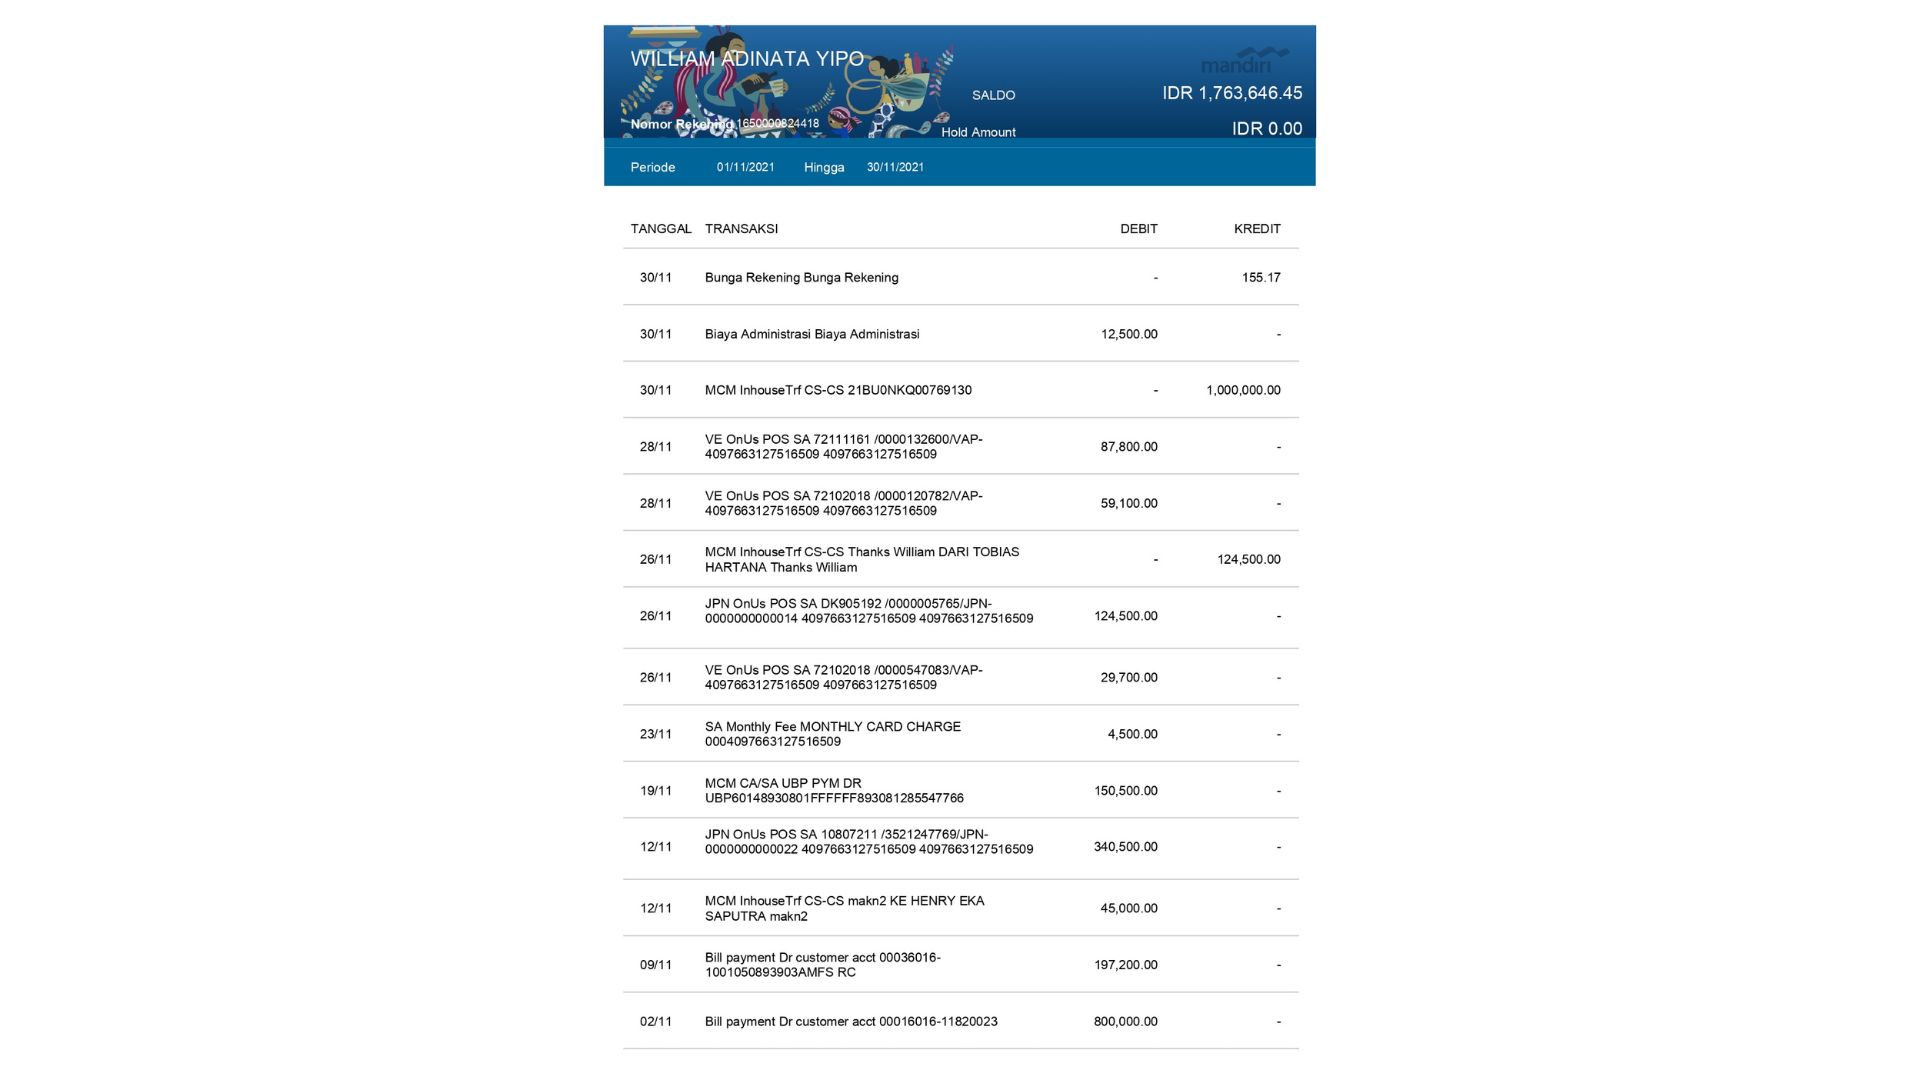 WILLIAM ADINATA YIPO
mandiri
SALDO IDR 1,763,646.45
Nomor Rekening 1650000824418
Hold Amount IDR 0.00
Periode 01/11/2021 Hingga 30/11/2021
TANGGAL TRANSAKSI DEBIT KREDIT
30/11 Bunga Rekening Bunga Rekening - 155.17
30/11 Biaya Administrasi Biaya Administrasi 12,500.00 -
30/11 MCM InhouseTrf CS-CS 21BU0NKQ00769130 - 1,000,000.00
VE OnUs POS SA 72111161 /0000132600/VAP-
28/11 4097663127516509 4097663127516509 87,800.00 -
VE OnUs POS SA 72102018 /0000120782/VAP-
28/11 4097663127516509 4097663127516509 59,100.00 -
MCM InhouseTrf CS-CS Thanks William DARI TOBIAS
26/11 HARTANA Thanks William - 124,500.00
JPN OnUs POS SA DK905192 /0000005765/JPN-
26/11 0000000000014 4097663127516509 4097663127516509 124,500.00 -
VE OnUs POS SA 72102018 /0000547083/VAP-
26/11 4097663127516509 4097663127516509 29,700.00 -
SA Monthly Fee MONTHLY CARD CHARGE
23/11 0004097663127516509 4,500.00 -
MCM CA/SA UBP PYM DR
19/11 UBP60148930801FFFFFF893081285547766 150,500.00 -
JPN OnUs POS SA 10807211 /3521247769/JPN-
12/11 0000000000022 4097663127516509 4097663127516509 340,500.00 -
MCM InhouseTrf CS-CS makn2 KE HENRY EKA
12/11 SAPUTRA makn2 45,000.00 -
Bill payment Dr customer acct 00036016-
09/11 1001050893903AMFS RC 197,200.00 -
02/11 Bill payment Dr customer acct 00016016-11820023 800,000.00 -